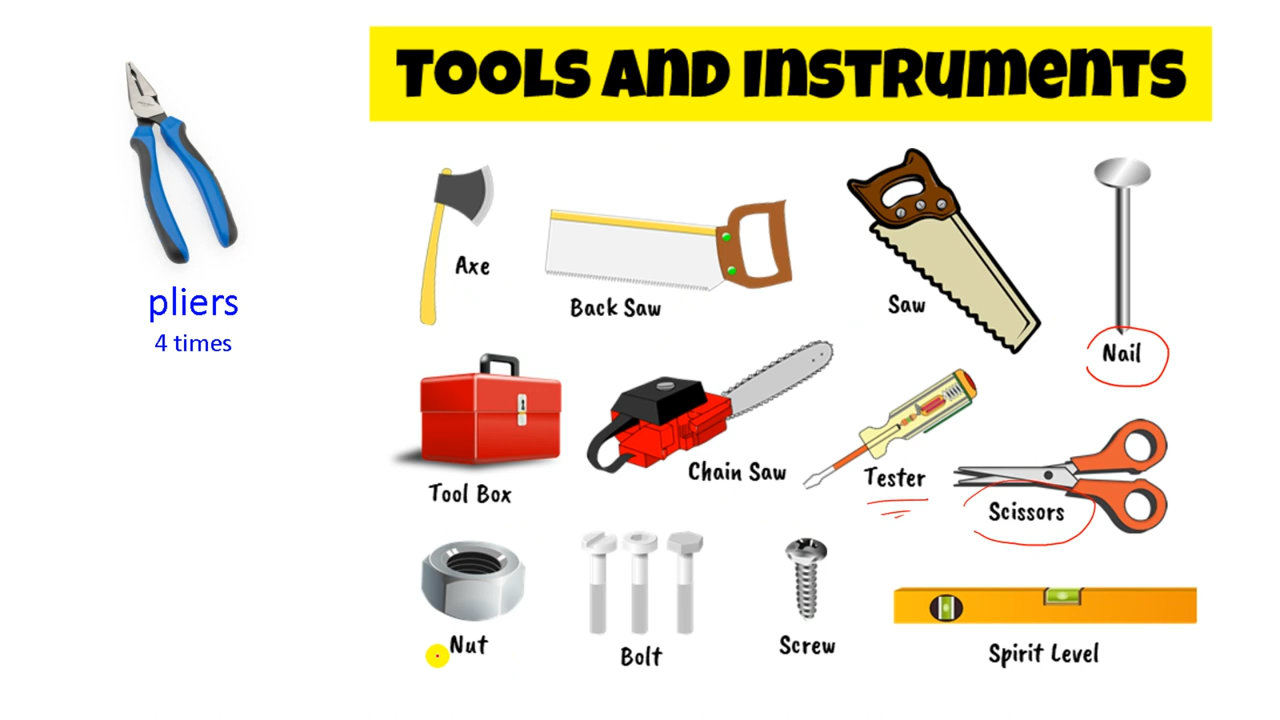 TOOLS AND INSTRUMENTS
pliers
4 times
Axe
Back Saw
Saw
Nail
Tool Box
Chain Saw
Tester
Scissors
Nut
Bolt
Screw
Spirit Level